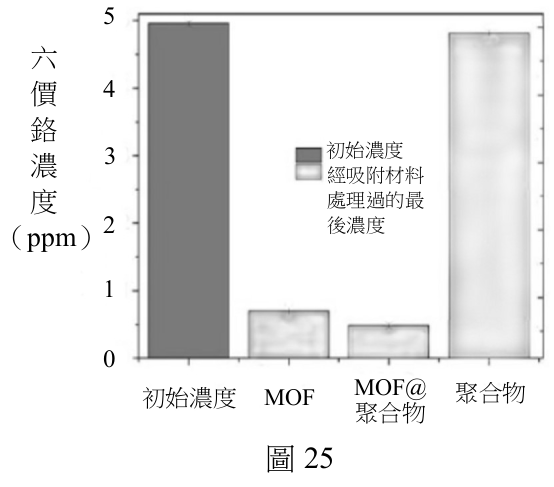 六
價
鉻
濃
度
（ppm）
5
4
3
2
1
0
初始濃度
經吸附材料
處理過的最
後濃度
初始濃度
MOF
MOF@
聚合物
聚合物
圖 25